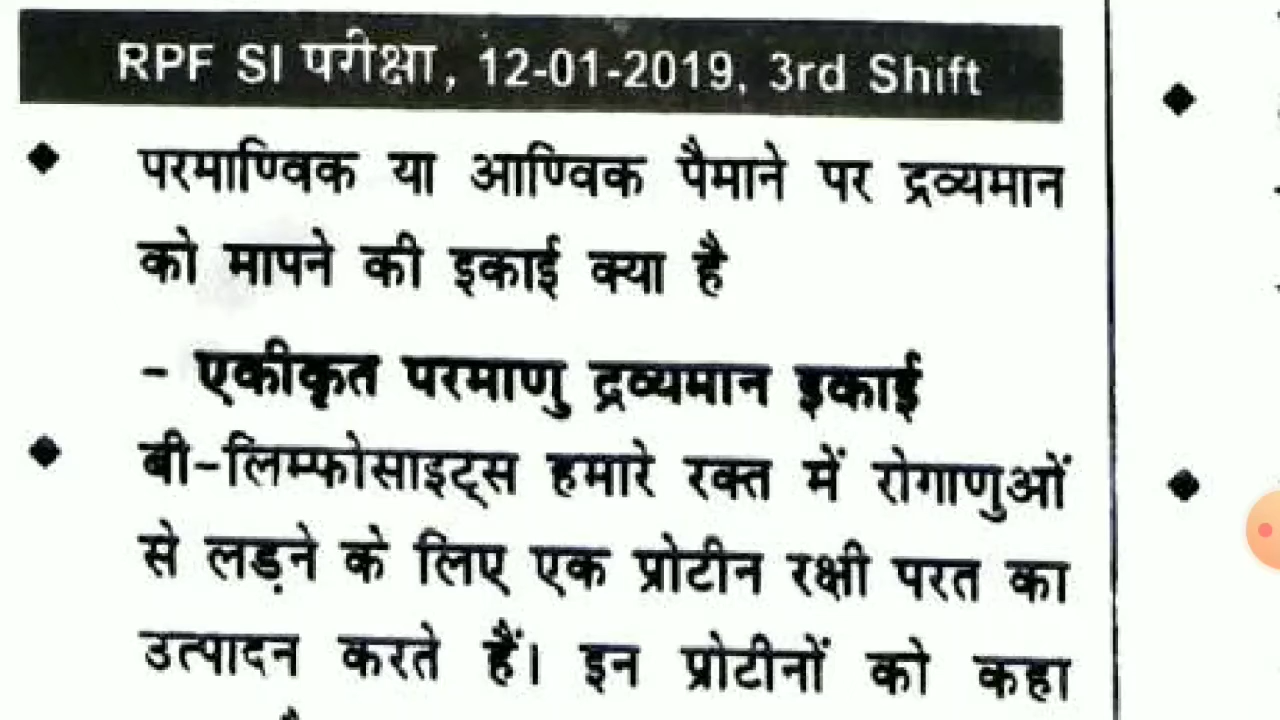 RPF SI परीक्षा, 12-01-2019, 3rd Shift
◆ परमाण्विक या आण्विक पैमाने पर द्रव्यमान
को मापने की इकाई क्या है
- एकीकृत परमाणु द्रव्यमान इकाई
◆ बी-लिम्फोसाइट्स हमारे रक्त में रोगाणुओं
से लड़ने के लिए एक प्रोटीन रक्षी परत का
उत्पादन करते हैं। इन प्रोटीनों को कहा